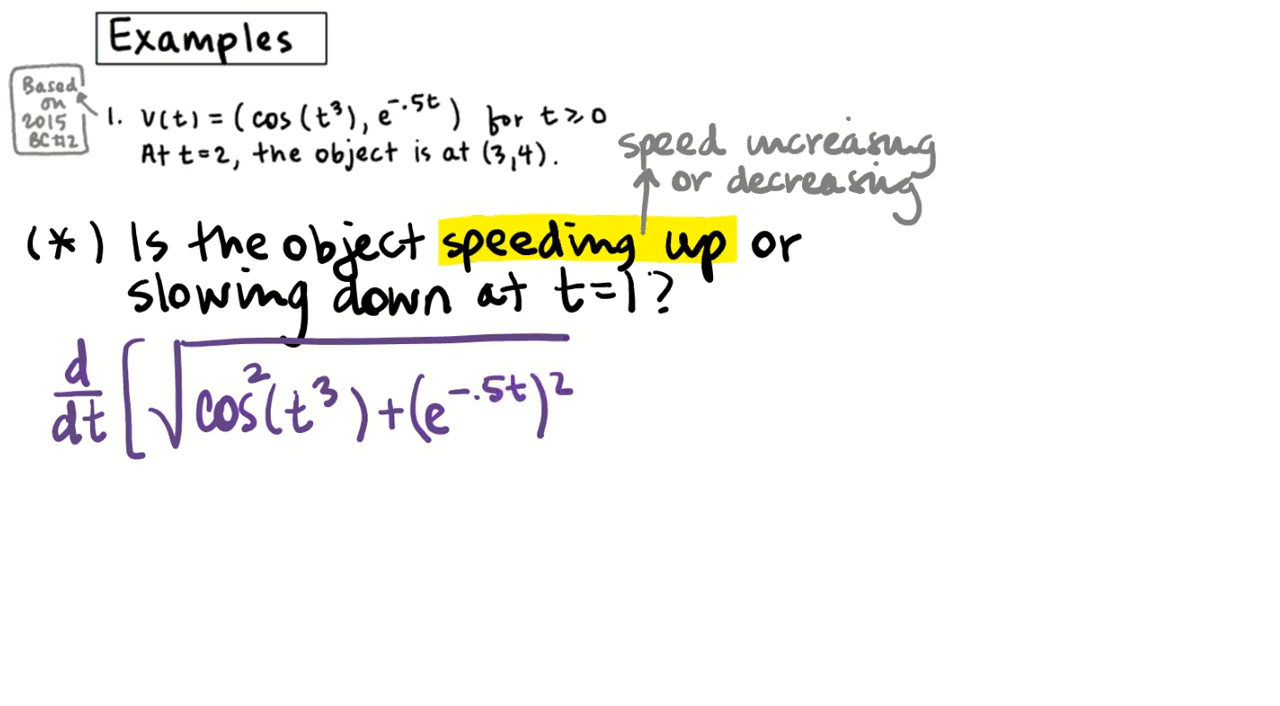 Examples
Based
on
2015
BC #2
1. v(t) = (cos(t³), e^-.5t) for t ≥ 0
At t=2, the object is at (3,4).
speed increasing
or decreasing
(*) Is the object speeding up or
slowing down at t=1?
d/dt [√cos²(t³)+(e^-.5t)²